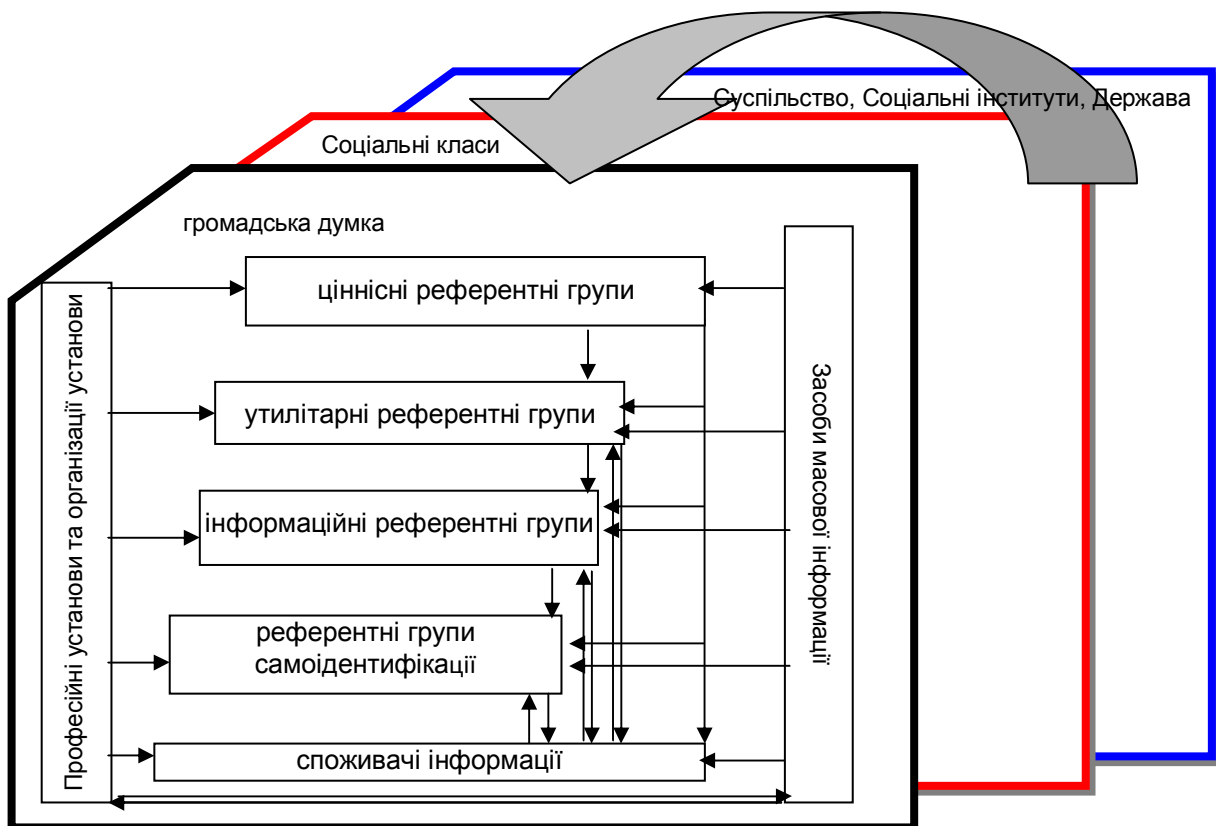 Суспільство, Соціальні інститути, Держава
Соціальні класи
громадська думка
Професійні установи та організації установи
ціннісні референтні групи
утилітарні референтні групи
інформаційні референтні групи
референтні групи
самоідентифікації
споживачі інформації
Засоби масової інформації